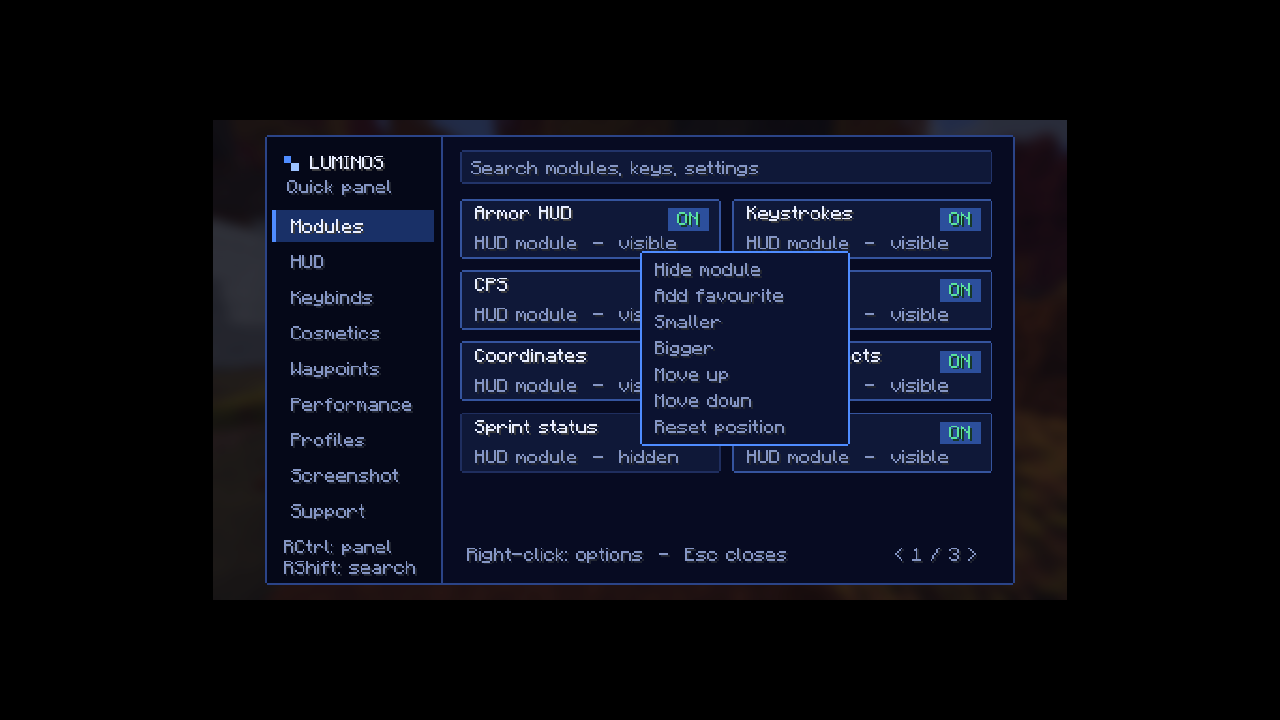 LUMINOS
Quick panel
Modules
HUD
Keybinds
Cosmetics
Waypoints
Performance
Profiles
Screenshot
Support
RCtrl: panel
RShift: search
Search modules, keys, settings
Armor HUD ON
HUD module - visible
Keystrokes ON
HUD module - visible
CPS
HUD module - vis
ON
- visible
Coordinates
HUD module - vis
cts ON
- visible
Sprint status
HUD module - hidden
ON
HUD module - visible
Hide module
Add favourite
Smaller
Bigger
Move up
Move down
Reset position
Right-click: options - Esc closes
< 1 / 3 >